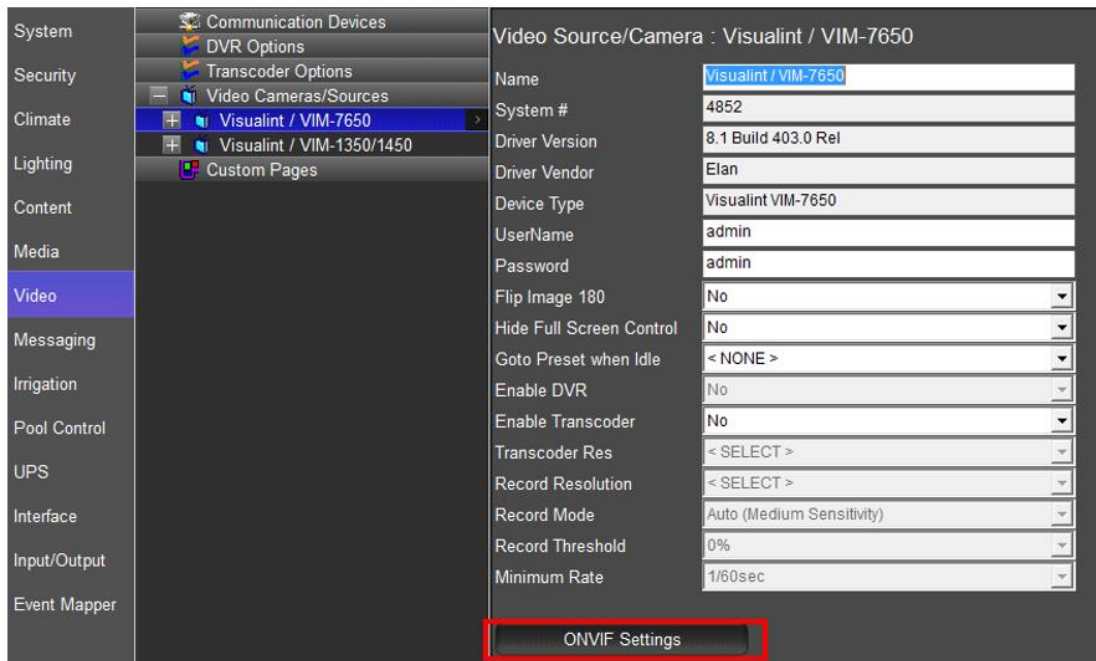 System
Security
Climate
Lighting
Content
Media
Video
Messaging
Irrigation
Pool Control
UPS
Interface
Input/Output
Event Mapper
Communication Devices
DVR Options
Transcoder Options
Video Cameras/Sources
Visualint / VIM-7650
Visualint / VIM-1350/1450
Custom Pages
Video Source/Camera : Visualint / VIM-7650
Name Visualint / VIM-7650
System # 4852
Driver Version 8.1 Build 403.0 Rel
Driver Vendor Elan
Device Type Visualint VIM-7650
UserName admin
Password admin
Flip Image 180 No
Hide Full Screen Control No
Goto Preset when Idle < NONE >
Enable DVR No
Enable Transcoder No
Transcoder Res < SELECT >
Record Resolution < SELECT >
Record Mode Auto (Medium Sensitivity)
Record Threshold 0%
Minimum Rate 1/60sec
ONVIF Settings